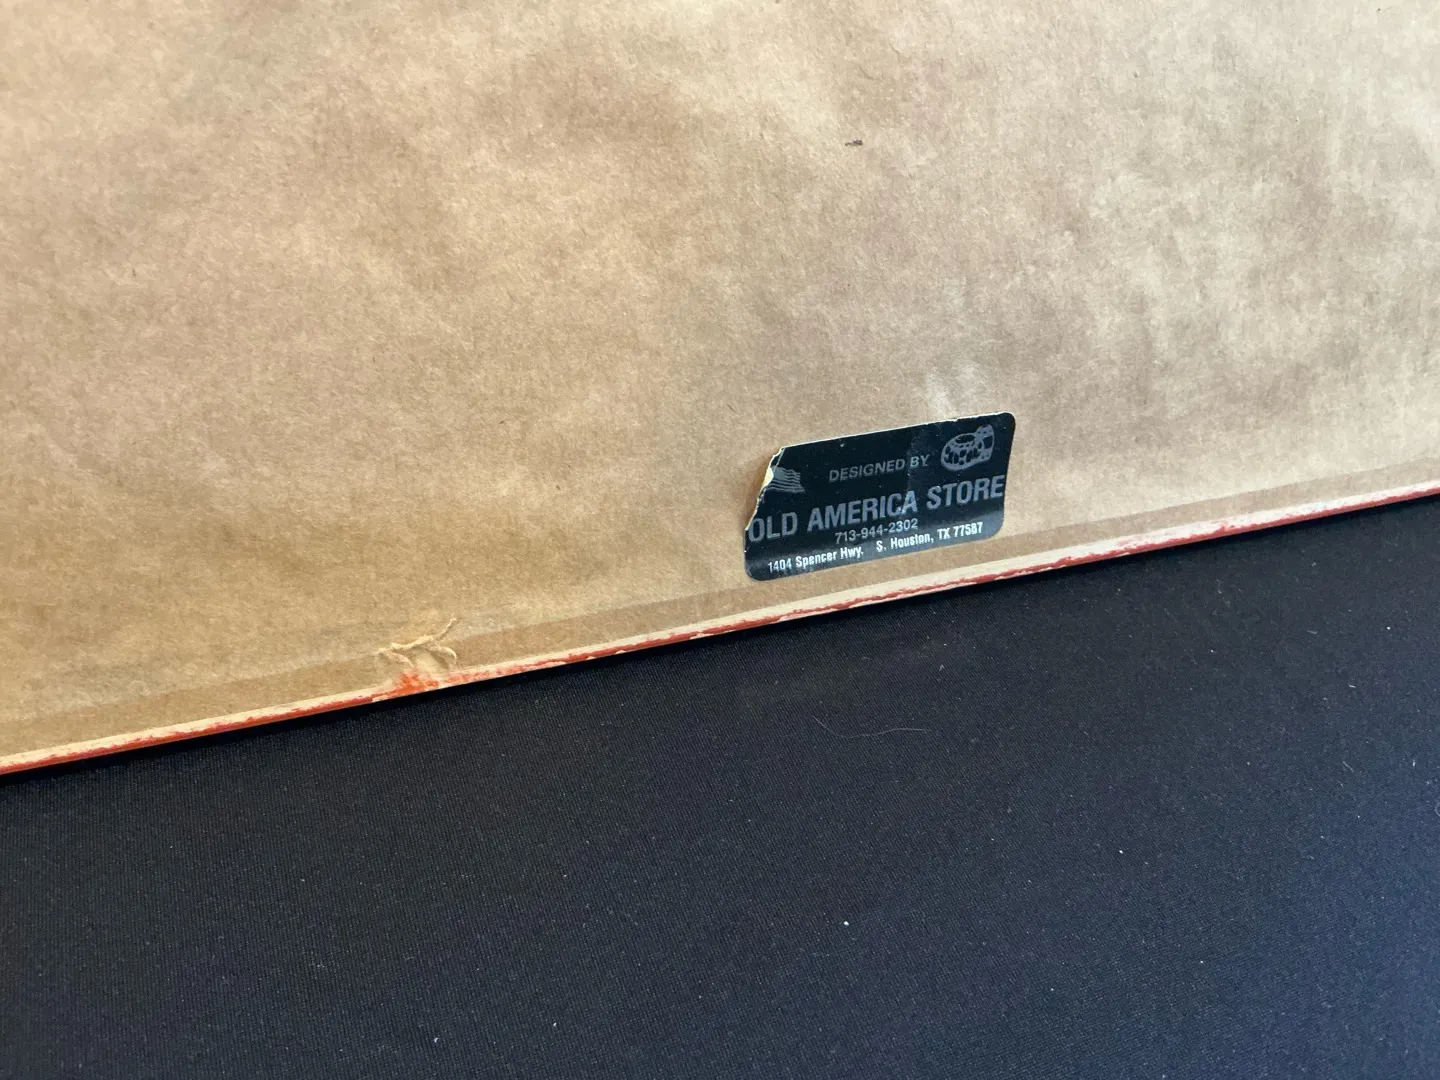 DESIGNED BY
OLD AMERICA STORE
713-944-2302
1404 Spencer Hwy. S. Houston, TX 77587